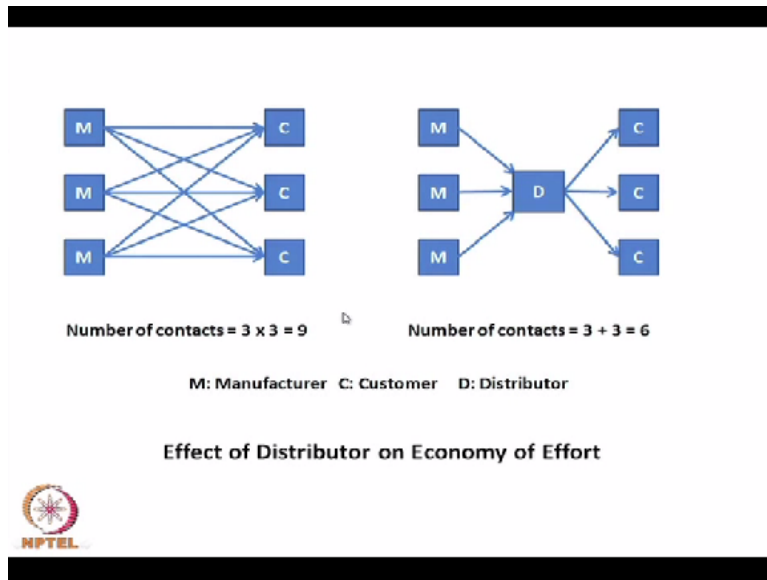 M C M C
M C M D C
M C M C
Number of contacts = 3 x 3 = 9 Number of contacts = 3 + 3 = 6
M: Manufacturer C: Customer D: Distributor
Effect of Distributor on Economy of Effort
NPTEL